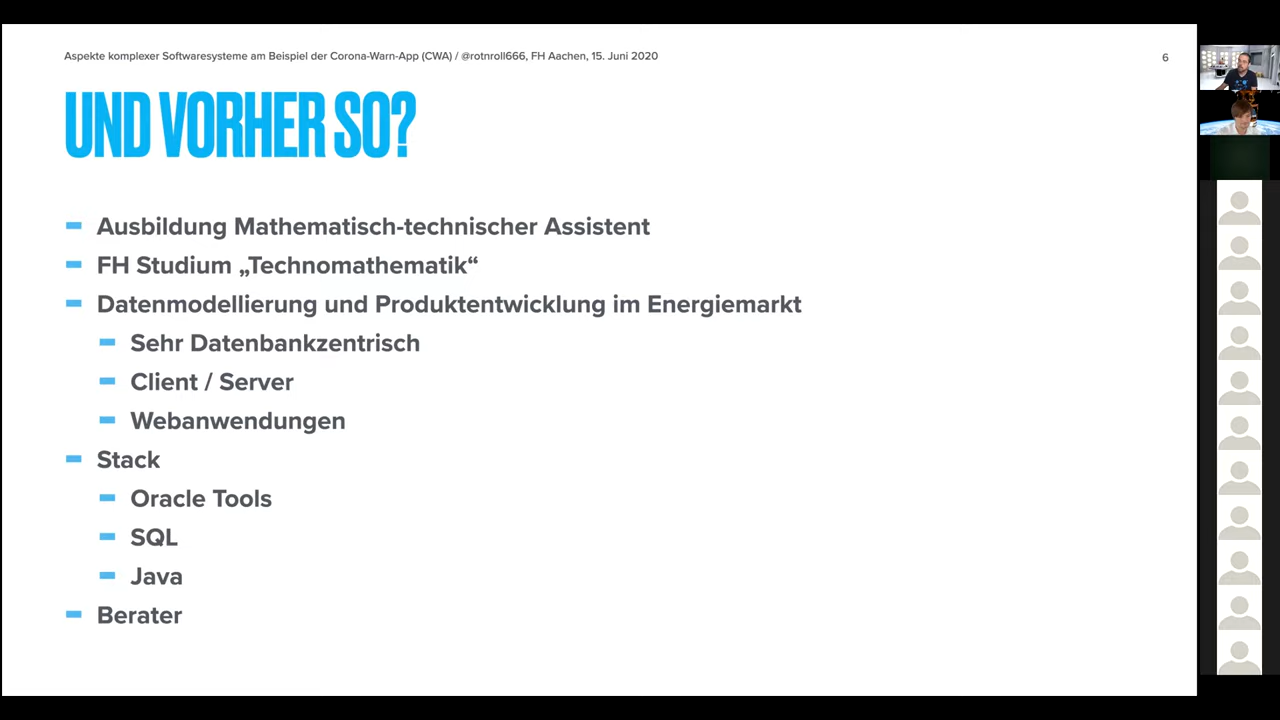 Aspekte komplexer Softwaresysteme am Beispiel der Corona-Warn-App (CWA) / @rotnroll666, FH Aachen, 15. Juni 2020
6
UND VORHER SO?
Ausbildung Mathematisch-technischer Assistent
FH Studium „Technomathematik“
Datenmodellierung und Produktentwicklung im Energiemarkt
Sehr Datenbankzentrisch
Client / Server
Webanwendungen
Stack
Oracle Tools
SQL
Java
Berater